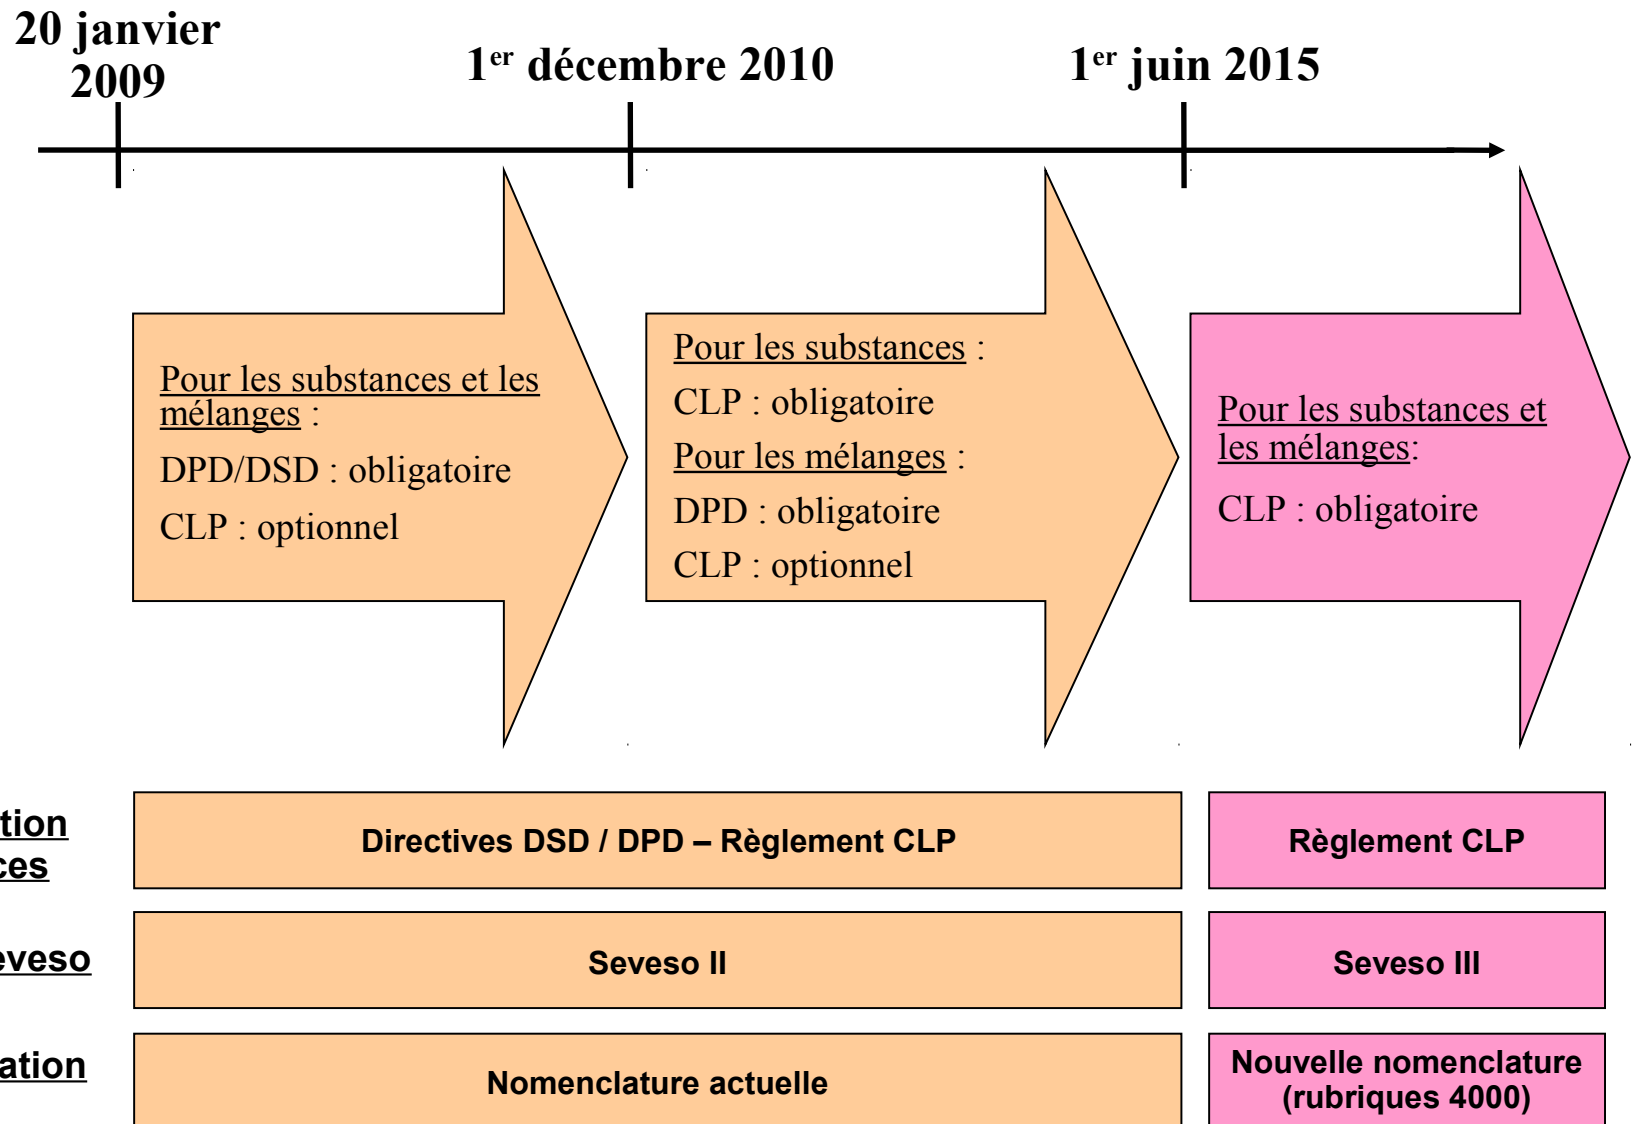 20 janvier
2009
1er décembre 2010
1er juin 2015
Pour les substances et les
mélanges :
DPD/DSD : obligatoire
CLP : optionnel
Pour les substances :
CLP : obligatoire
Pour les mélanges :
DPD : obligatoire
CLP : optionnel
Pour les substances et
les mélanges:
CLP : obligatoire
tion
ces
Directives DSD / DPD – Règlement CLP
Règlement CLP
eveso
Seveso II
Seveso III
ation
Nomenclature actuelle
Nouvelle nomenclature
(rubriques 4000)